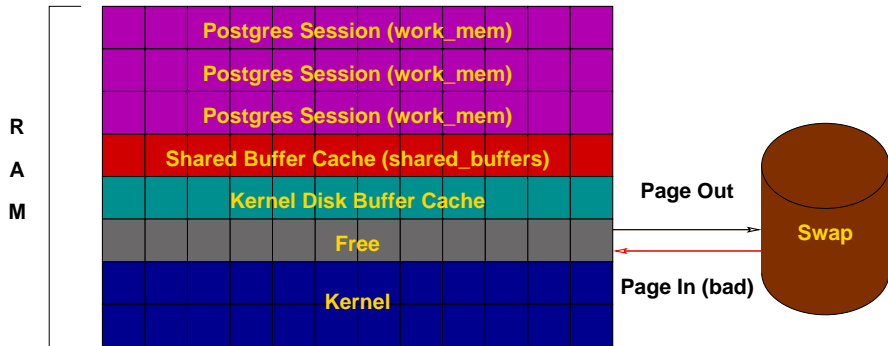 RAM
Postgres Session (work_mem)
Postgres Session (work_mem)
Postgres Session (work_mem)
Shared Buffer Cache (shared_buffers)
Kernel Disk Buffer Cache
Free
Kernel
Page Out
Swap
Page In (bad)